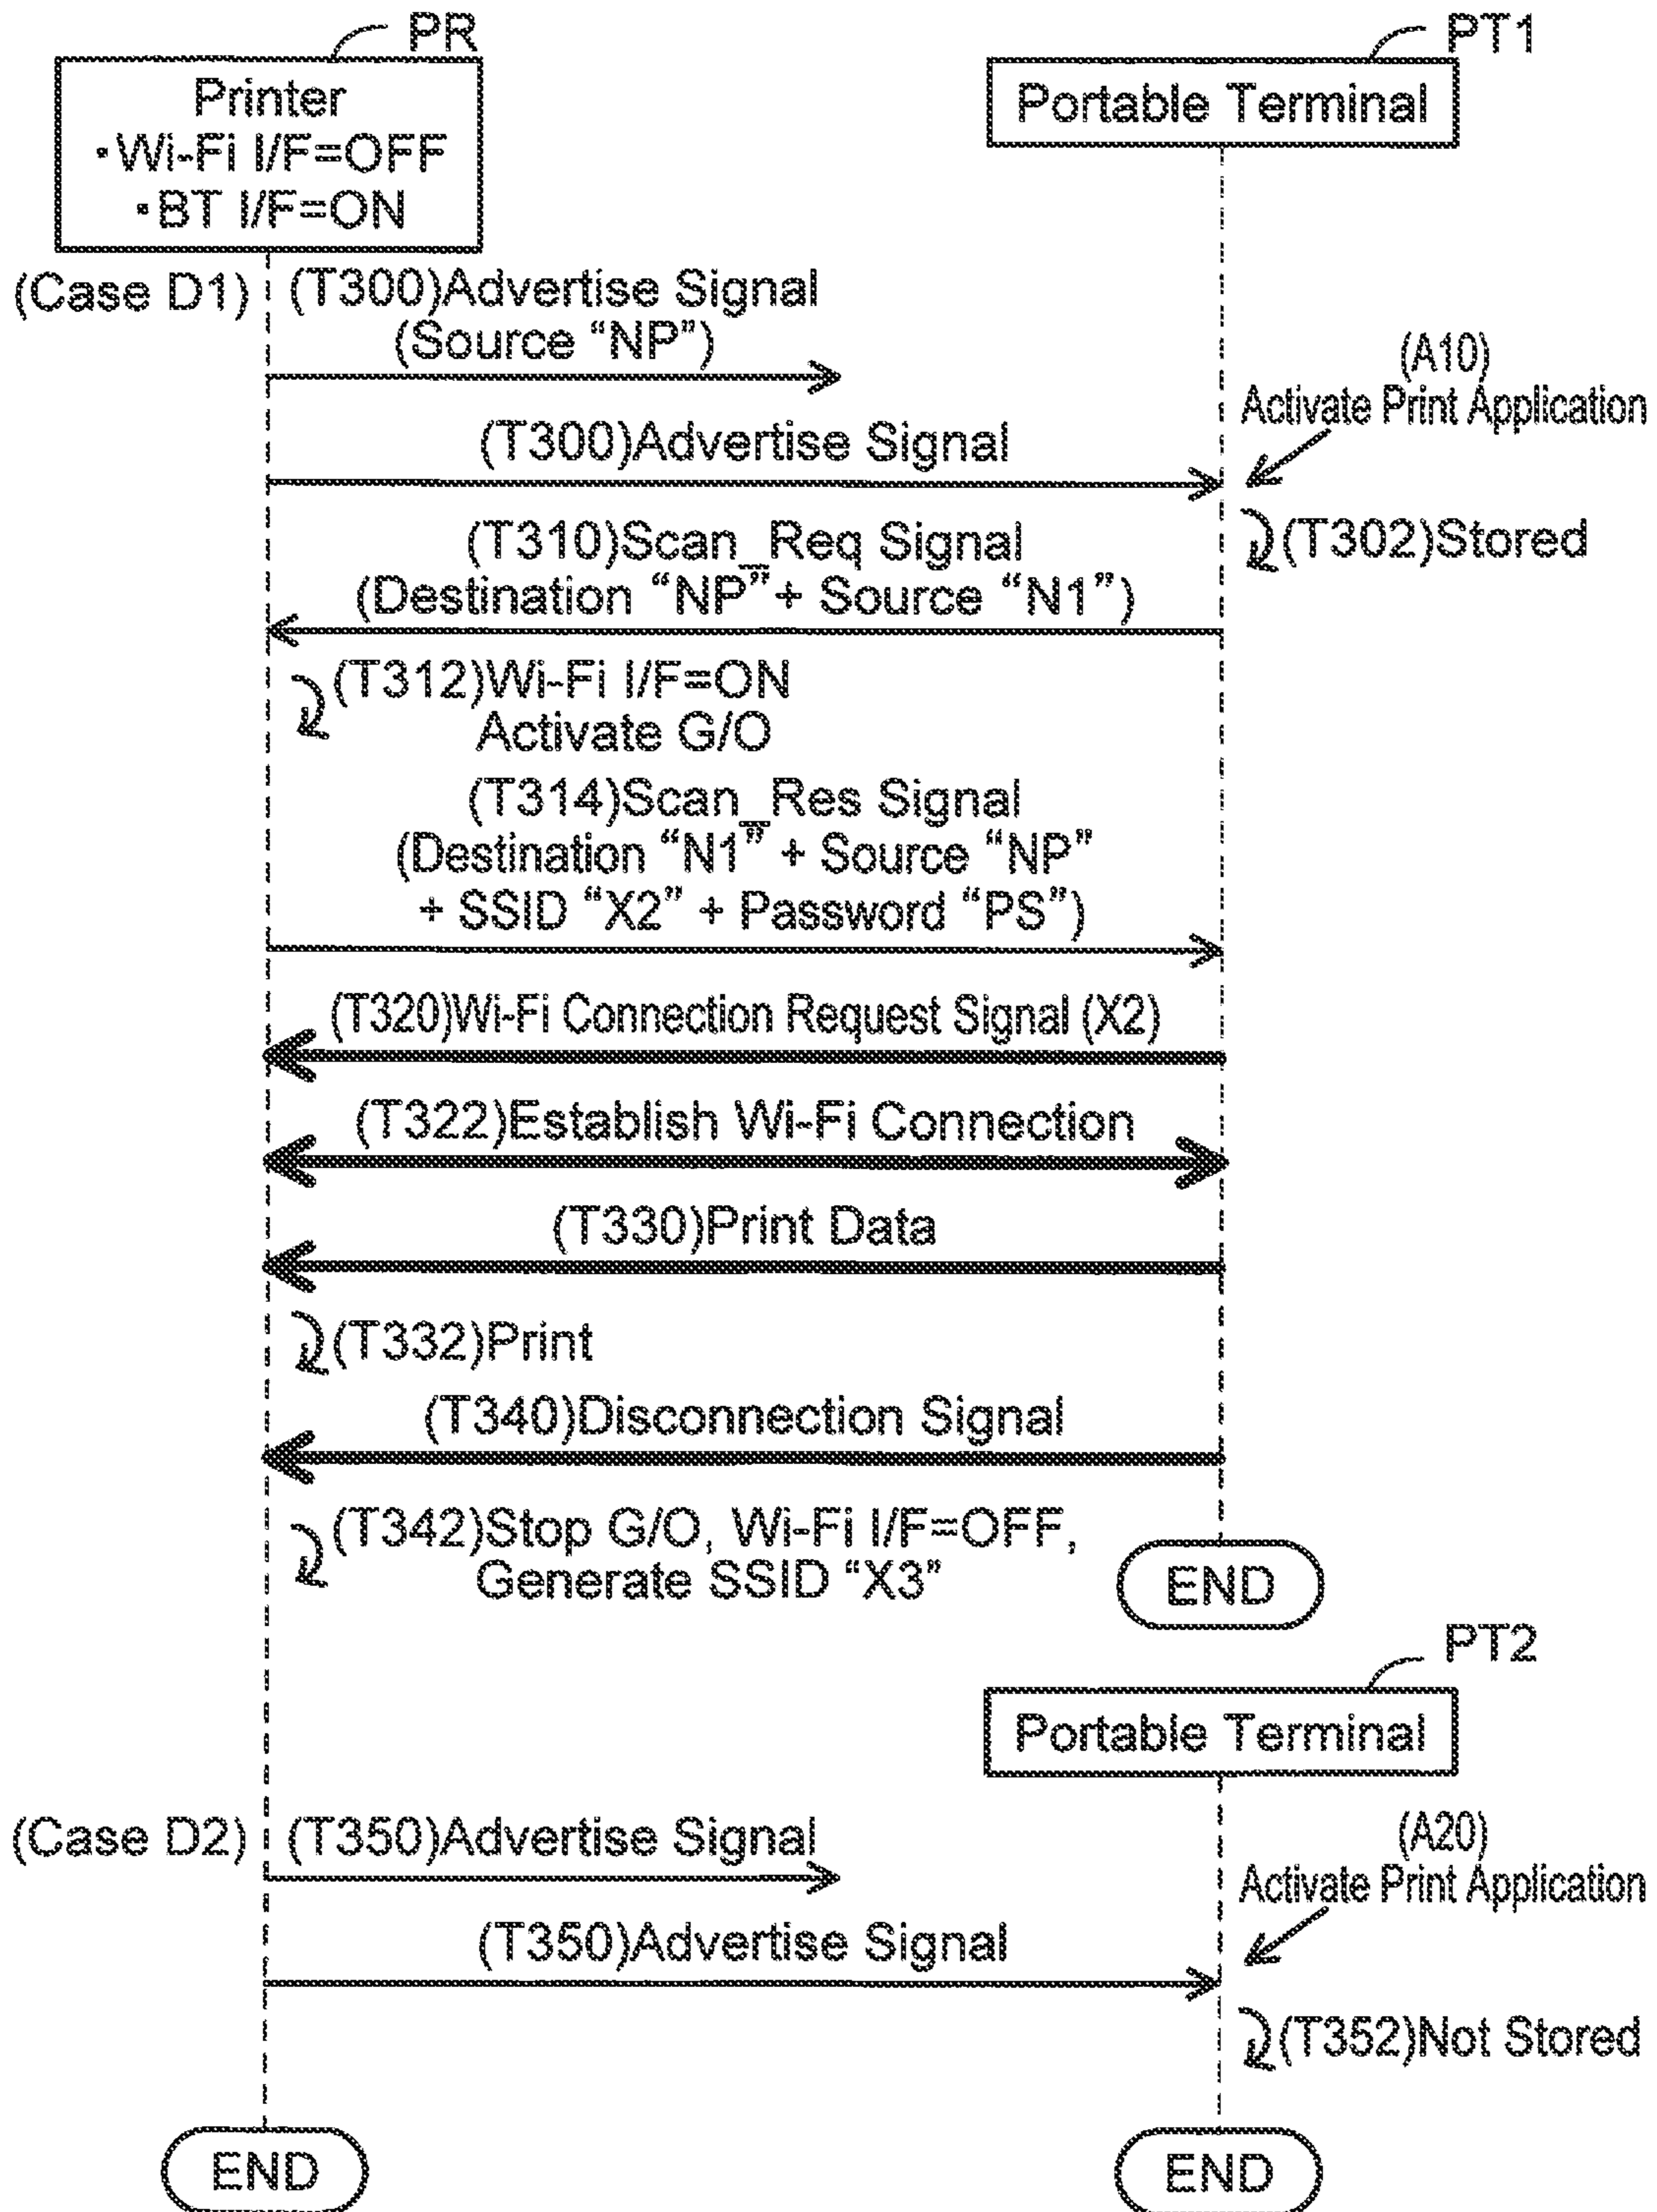 PR
Printer
·Wi-Fi I/F=OFF
·BT I/F=ON
PT1
Portable Terminal
(Case D1)
(T300)Advertise Signal
(Source “NP”)
(A10)
Activate Print Application
(T300)Advertise Signal
(T302)Stored
(T310)Scan_Req Signal
(Destination “NP”+ Source “N1”)
(T312)Wi-Fi I/F=ON
Activate G/O
(T314)Scan_Res Signal
(Destination “N1” + Source “NP”
+ SSID “X2” + Password “PS”)
(T320)Wi-Fi Connection Request Signal (X2)
(T322)Establish Wi-Fi Connection
(T330)Print Data
(T332)Print
(T340)Disconnection Signal
(T342)Stop G/O, Wi-Fi I/F=OFF,
Generate SSID “X3”
END
PT2
Portable Terminal
(Case D2)
(T350)Advertise Signal
(A20)
Activate Print Application
(T350)Advertise Signal
(T352)Not Stored
END
END